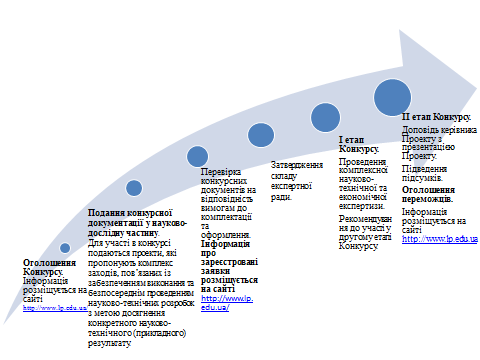 Оголошення
Конкурсу.
Інформація
розміщується на
сайті
http://www.lp.edu.ua/
Подання конкурсної
документації у науково-
дослідну частину.
Для участі в конкурсі
подаються проекти, які
пропонують комплекс
заходів, пов'язаних із
забезпеченням виконання та
безпосереднім проведенням
науково-технічних розробок
з метою досягнення
конкретного науково-
технічного (прикладного)
результату.
Перевірка
конкурсних
документів на
відповідність
вимогам до
комплектації
та
оформлення.
Інформація
про
зареєстровані
заявки
розміщується
на сайті
http://www.lp.
edu.ua/
Затвердження
складу
експертної
ради.
І етап
Конкурсу.
Проведення
комплексної
науково-
технічної та
економічної
експертизи.
Рекомендуван
ня до участі у
другому етапі
Конкурсу.
ІІ етап Конкурсу.
Доповідь керівника
Проекту з
презентацією
Проекту.
Підведення
підсумків.
Оголошення
переможців.
Інформація
розміщується на
сайті
http://www.lp.edu.ua